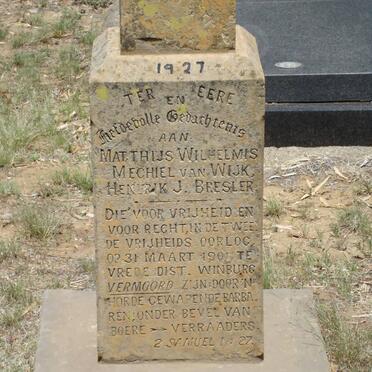 1927
TER EERE
EN
Liefdevolle Gedachtenis
AAN
MATTHIJS WILHELMIS
MECHIEL VAN WIJK
HENRIK J. BRESLER.
DIE VOOR VRIJHEID EN
VOOR RECHT, IN DE TWEE
DE VRIJHEIDS OORLOG,
OP 31 MAART 1901 TE
VREDE DIST. WINBURG
VERMOORD ZIJN DOOR 'N
HORDE GEWAPENDE BARBA
REN, ONDER BEVEL VAN
BOERE VERRAADERS.
2 SAMUEL 1 V 27.